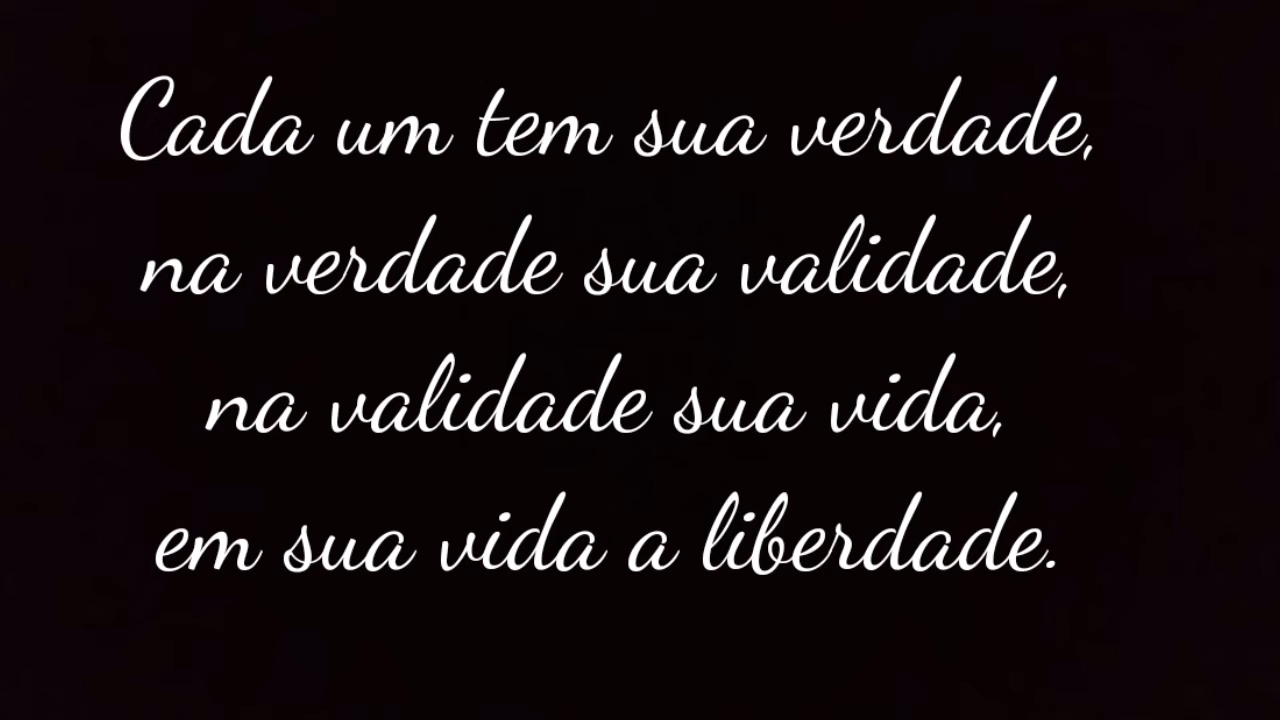 Cada um tem sua verdade,
na verdade sua validade,
na validade sua vida,
em sua vida a liberdade.